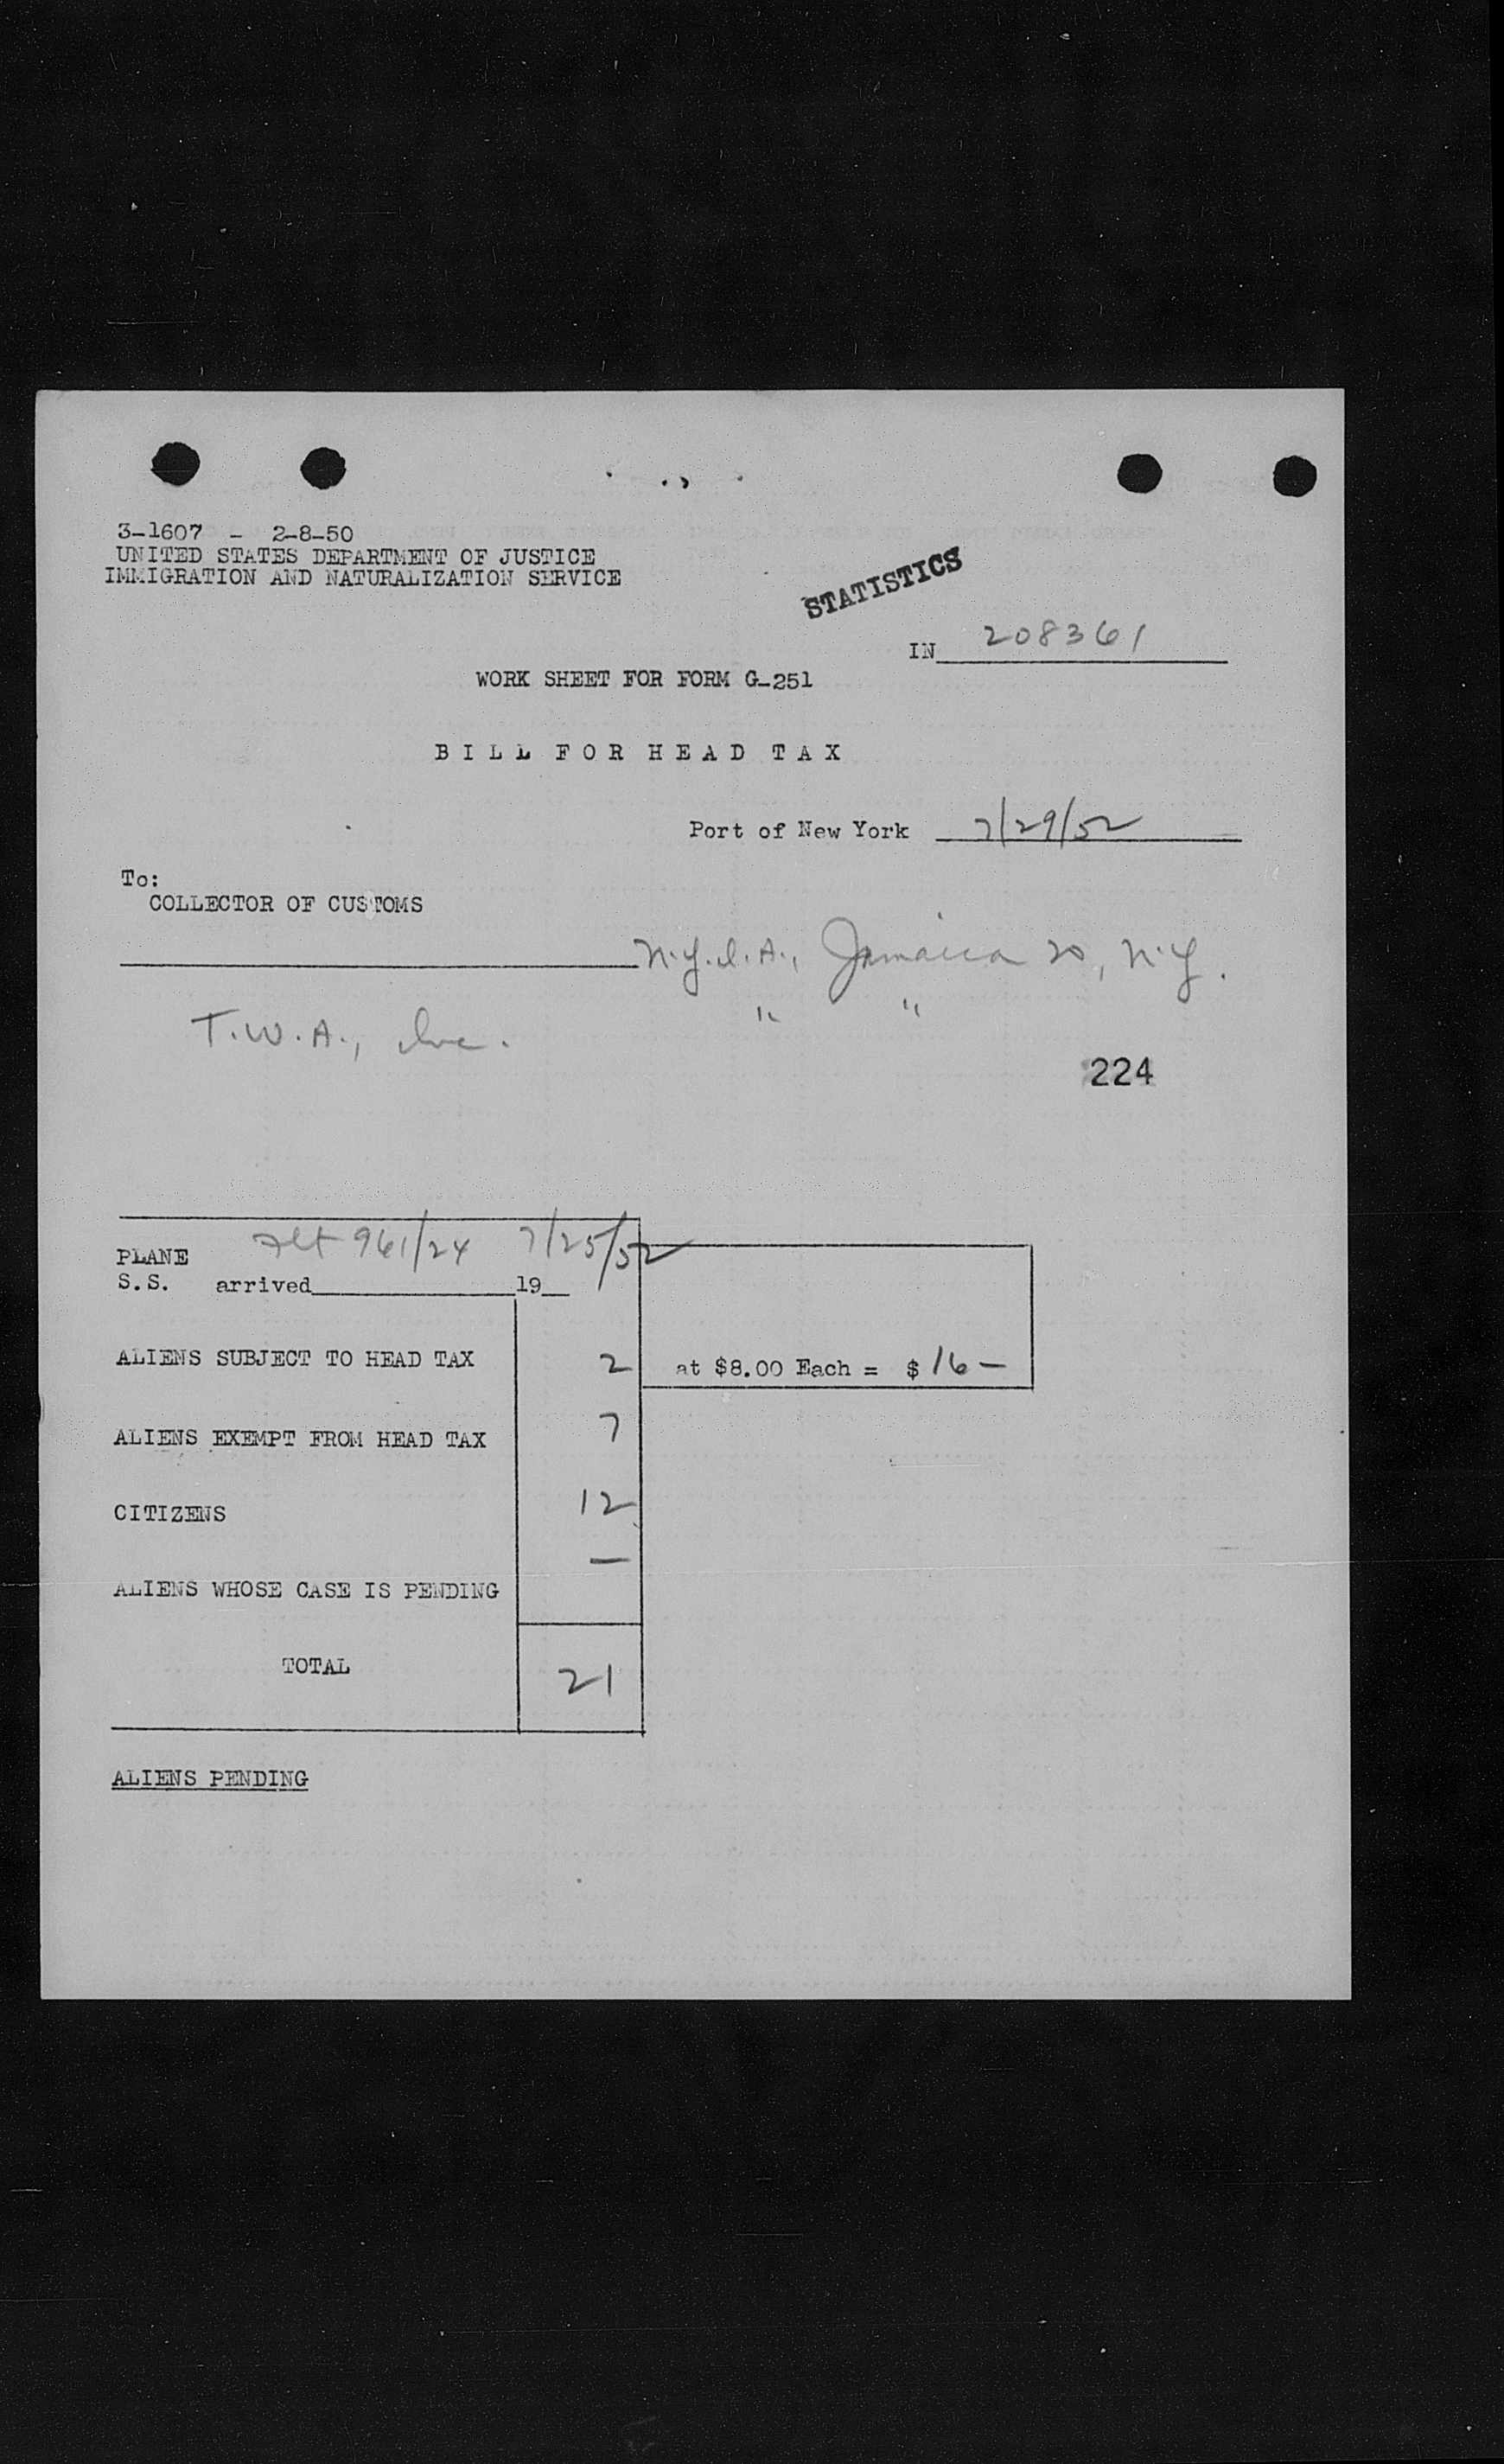 3-1607 - 2-8-50
UNITED STATES DEPARTMENT OF JUSTICE
IMMIGRATION AND NATURALIZATION SERVICE
STATISTICS
IN 208361
WORK SHEET FOR FORM G-251
BILL FOR HEAD TAX
Port of New York 7/29/52
To:
COLLECTOR OF CUSTOMS
N.Y.I.A., Jamaica 20, N.Y.
T.W.A., Inc. " "
224
PLANE Flt 961/24 7/25/52
S.S. arrived 19
ALIENS SUBJECT TO HEAD TAX 2 at $8.00 Each = $ 16 -
ALIENS EXEMPT FROM HEAD TAX 7
CITIZENS 12
ALIENS WHOSE CASE IS PENDING —
TOTAL 21
ALIENS PENDING